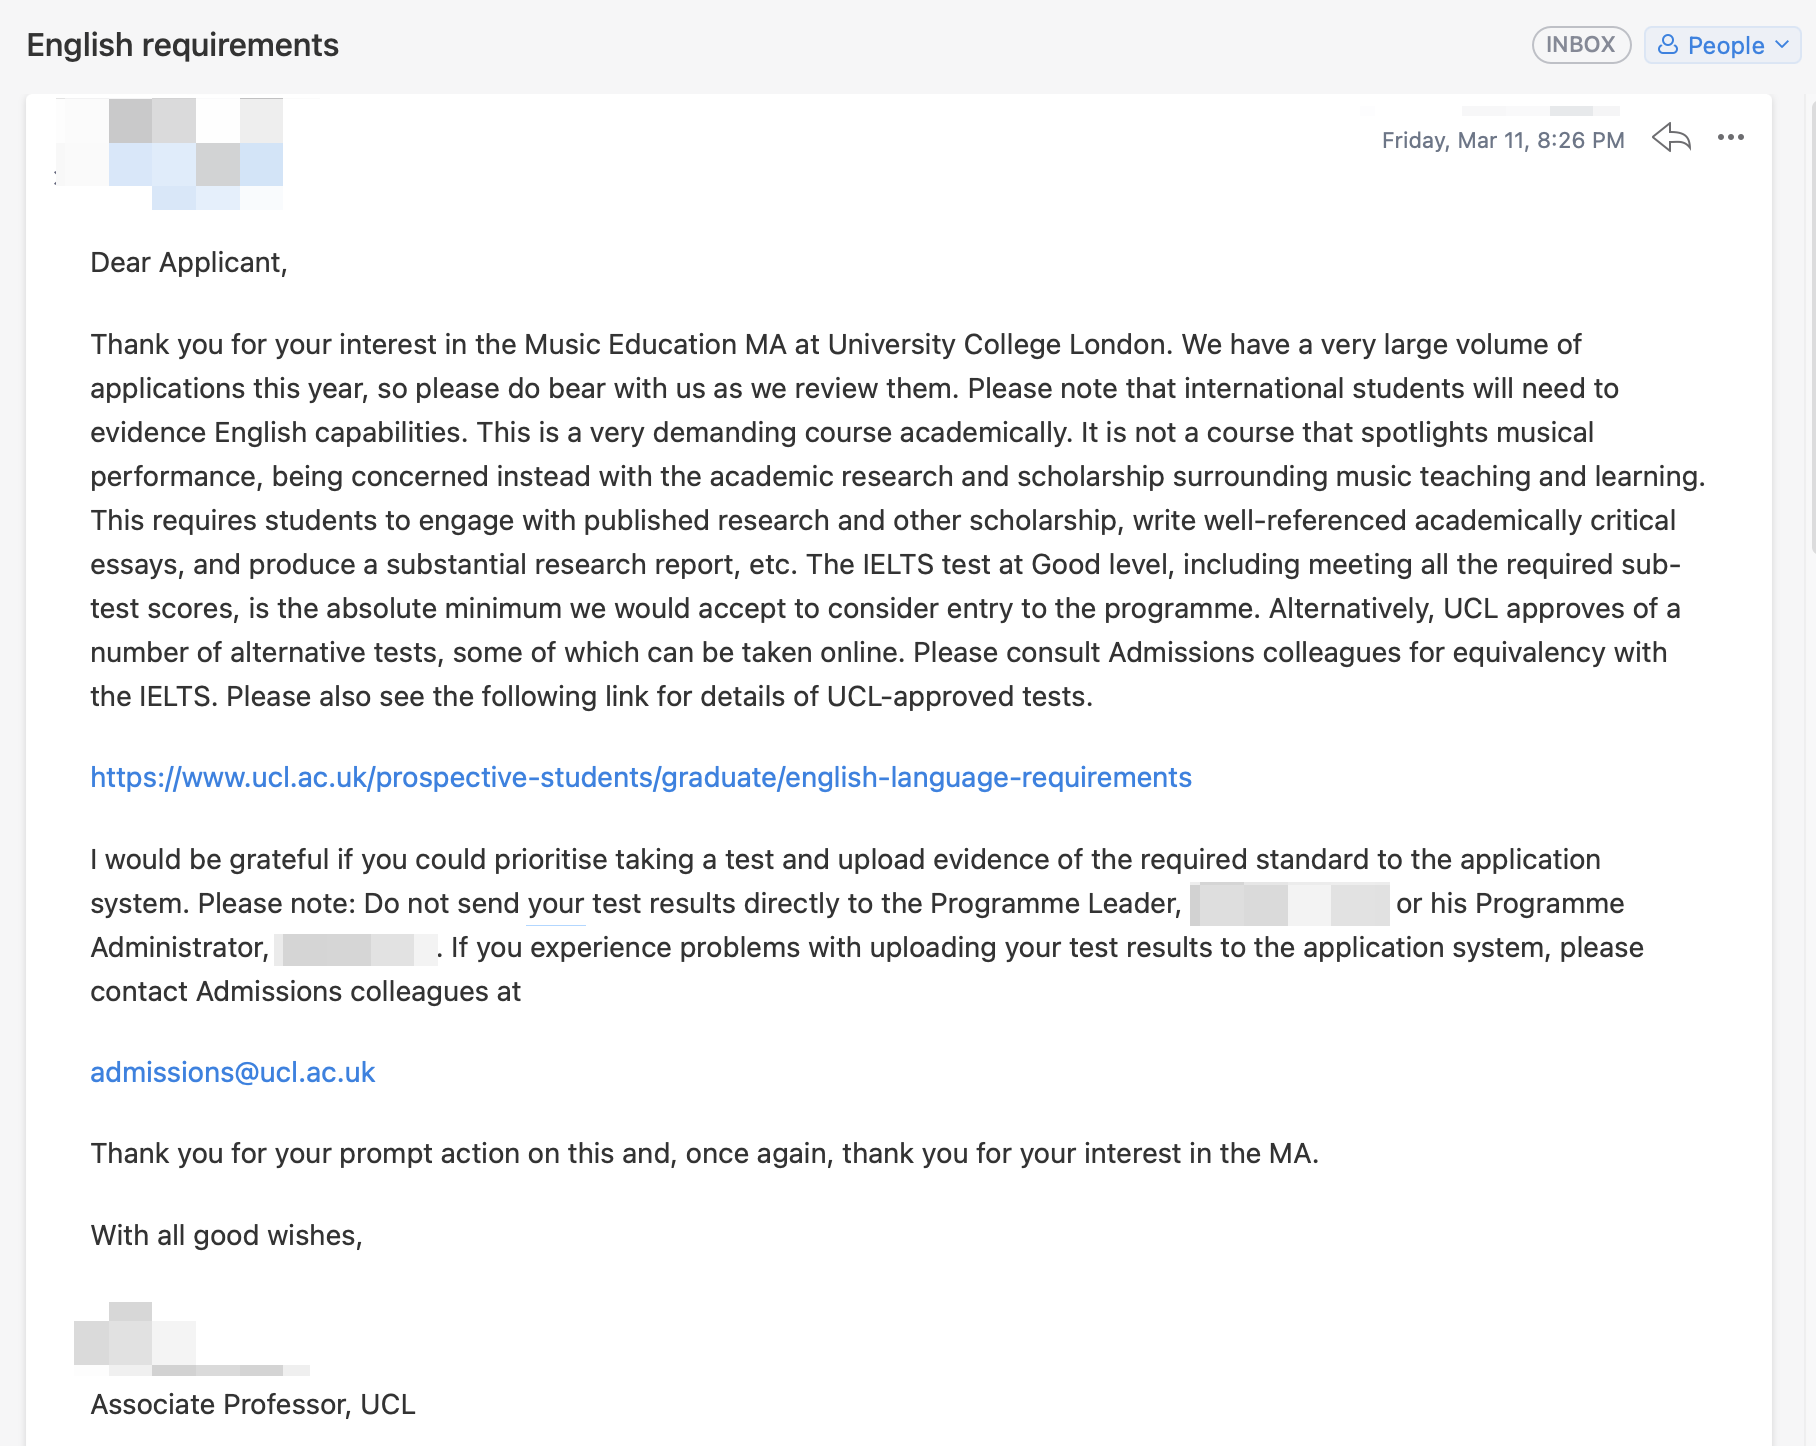 English requirements
INBOX
People
Friday, Mar 11, 8:26 PM
Dear Applicant,
Thank you for your interest in the Music Education MA at University College London. We have a very large volume of
applications this year, so please do bear with us as we review them. Please note that international students will need to
evidence English capabilities. This is a very demanding course academically. It is not a course that spotlights musical
performance, being concerned instead with the academic research and scholarship surrounding music teaching and learning.
This requires students to engage with published research and other scholarship, write well-referenced academically critical
essays, and produce a substantial research report, etc. The IELTS test at Good level, including meeting all the required sub-
test scores, is the absolute minimum we would accept to consider entry to the programme. Alternatively, UCL approves of a
number of alternative tests, some of which can be taken online. Please consult Admissions colleagues for equivalency with
the IELTS. Please also see the following link for details of UCL-approved tests.
https://www.ucl.ac.uk/prospective-students/graduate/english-language-requirements
I would be grateful if you could prioritise taking a test and upload evidence of the required standard to the application
system. Please note: Do not send your test results directly to the Programme Leader, or his Programme
Administrator, . If you experience problems with uploading your test results to the application system, please
contact Admissions colleagues at
admissions@ucl.ac.uk
Thank you for your prompt action on this and, once again, thank you for your interest in the MA.
With all good wishes,
Associate Professor, UCL